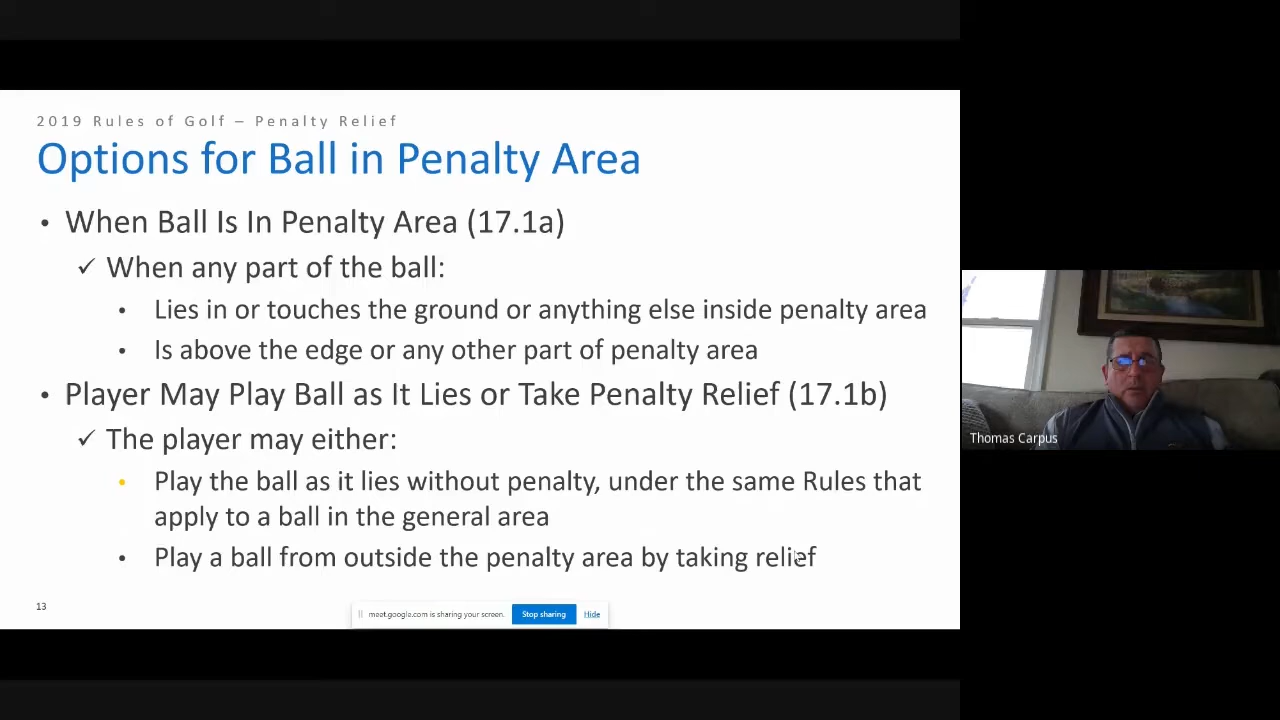 2019 Rules of Golf – Penalty Relief
Options for Ball in Penalty Area
• When Ball Is In Penalty Area (17.1a)
✓ When any part of the ball:
• Lies in or touches the ground or anything else inside penalty area
• Is above the edge or any other part of penalty area
• Player May Play Ball as It Lies or Take Penalty Relief (17.1b)
✓ The player may either:
• Play the ball as it lies without penalty, under the same Rules that
apply to a ball in the general area
• Play a ball from outside the penalty area by taking relief
13
meet.google.com is sharing your screen. Stop sharing Hide
Thomas Carpus